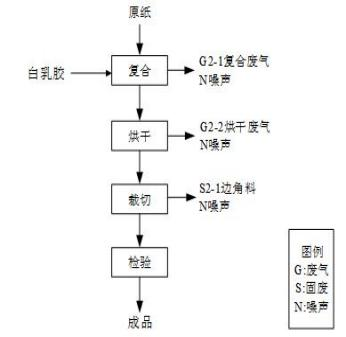 原纸
白乳胶
复合
G2-1复合废气
N噪声
烘干
G2-2烘干废气
N噪声
裁切
S2-1边角料
N噪声
检验
成品
图例
G:废气
S:固废
N:噪声